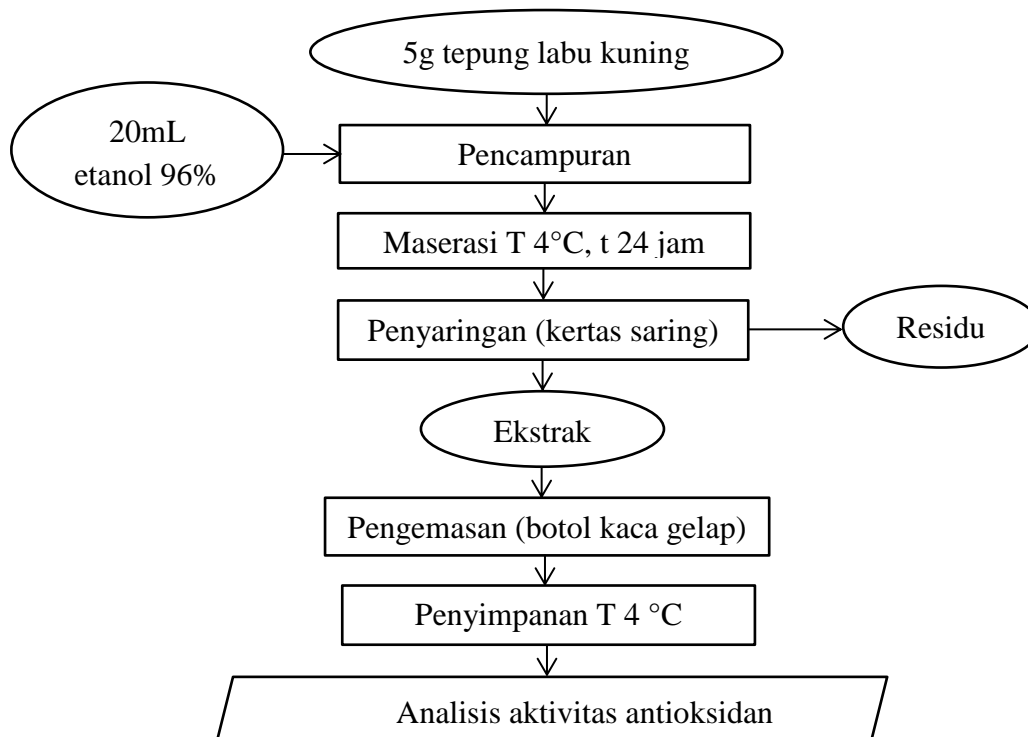 5g tepung labu kuning
20mL
etanol 96%
Pencampuran
Maserasi T 4°C, t 24 jam
Penyaringan (kertas saring)
Residu
Ekstrak
Pengemasan (botol kaca gelap)
Penyimpanan T 4 °C
Analisis aktivitas antioksidan